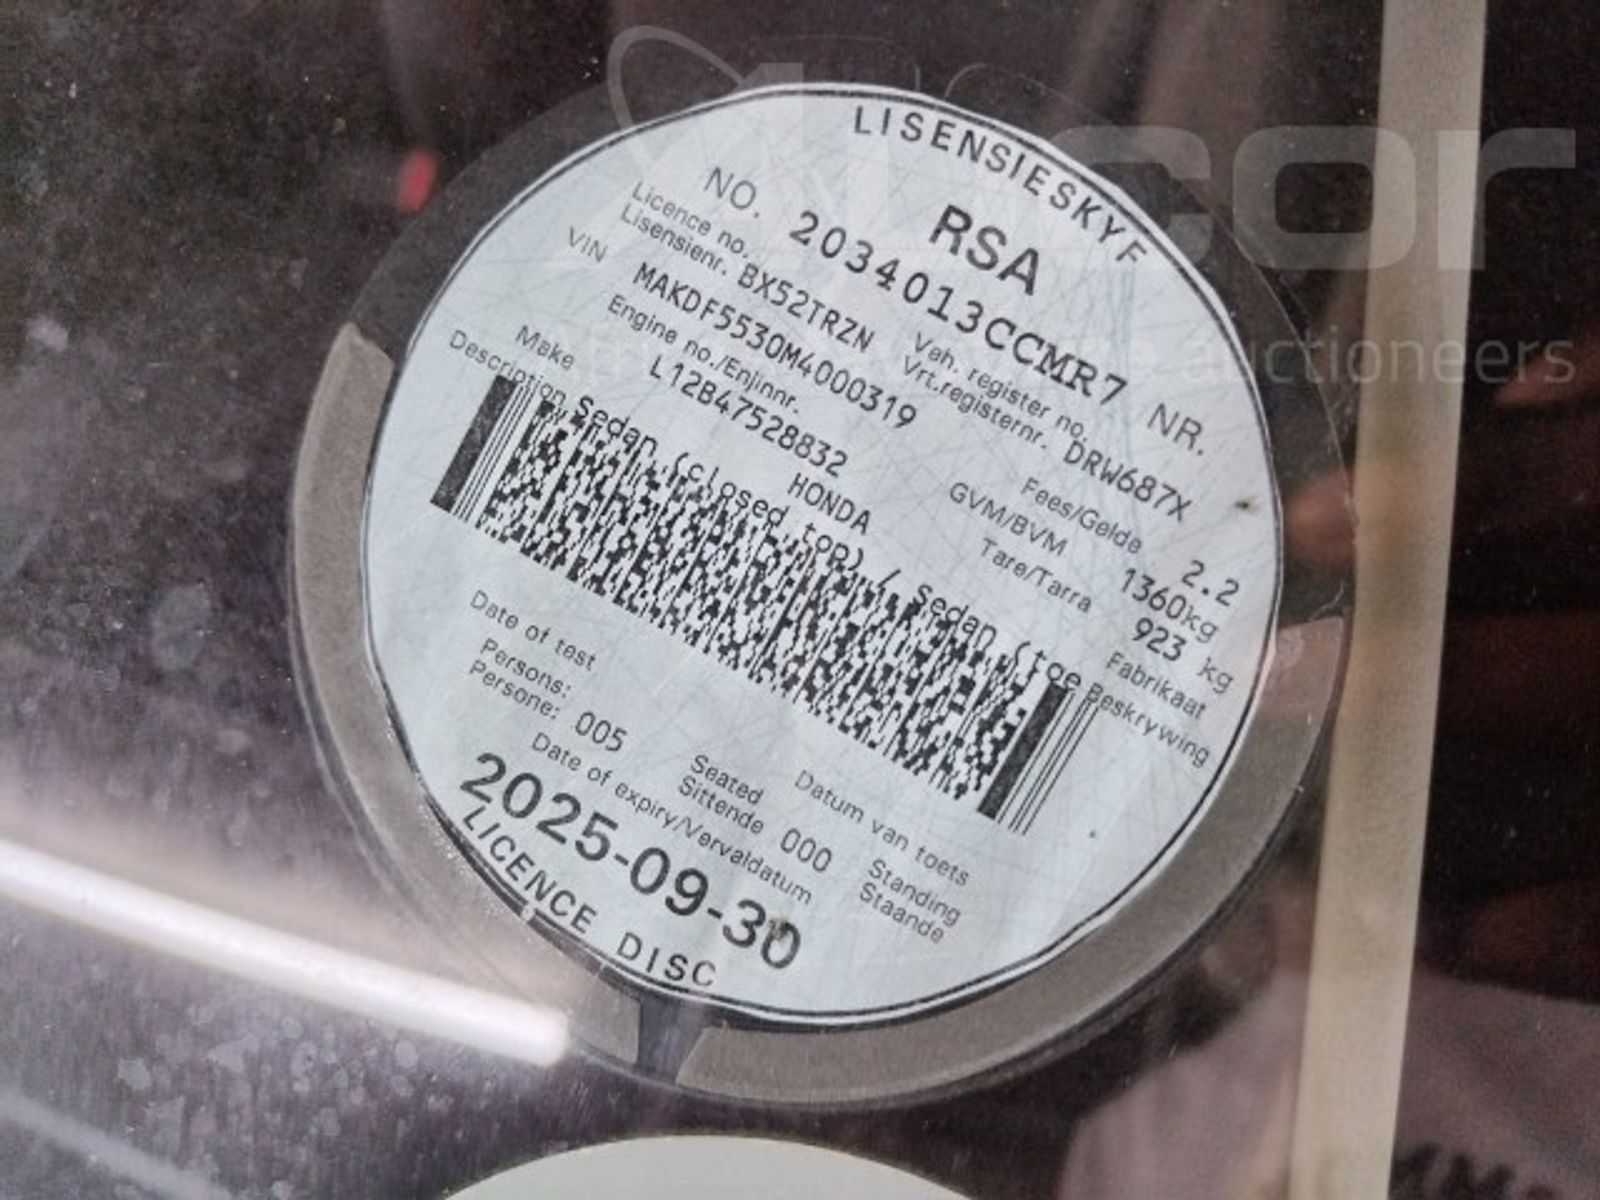 LISENSIESKYF
RSA
NO. 2034013CCMR7 NR.
Licence no. Veh. register no.
Lisensienr. BX52TRZN Vrt.registernr. DRW687X
VIN MAKDF5530M4000319 Fees/Gelde 2.2
Engine no./Enjinnr. GVM/BVM 1360kg
L12B47528832 Tare/Tarra 923 kg
Make HONDA Fabrikaat
Description Sedan (closed top) / Sedan (toe Beskrywing
Date of test Datum van toets
Persons: Seated Standing
Persone: 005 Sittende 000 Staande
Date of expiry/Vervaldatum
2025-09-30
LICENCE DISC
auctioneers